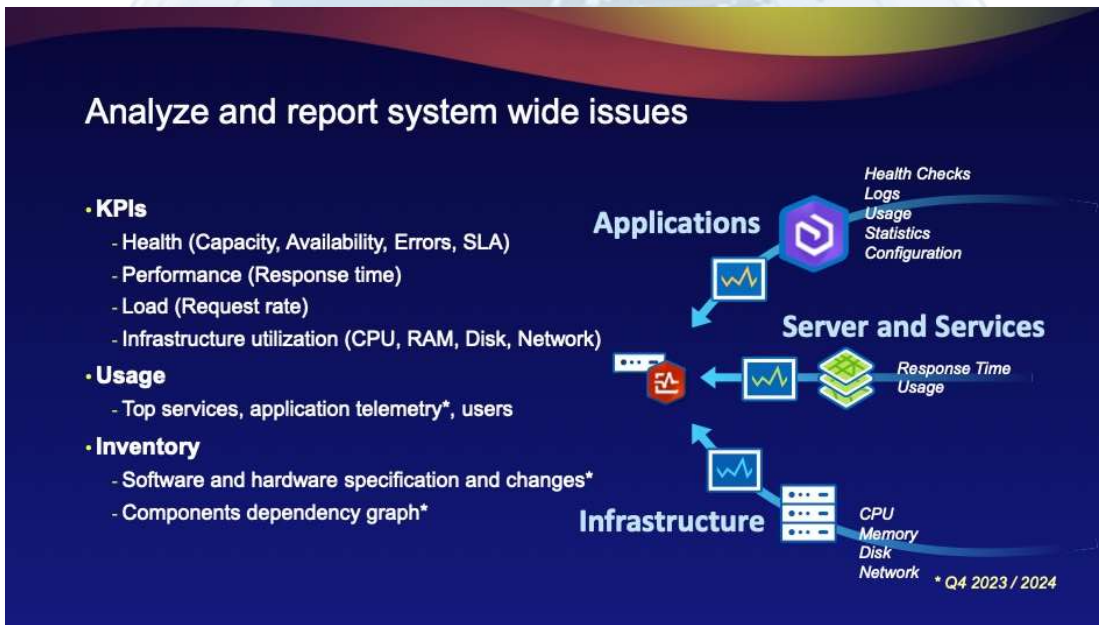 Analyze and report system wide issues
• KPIs
- Health (Capacity, Availability, Errors, SLA)
- Performance (Response time)
- Load (Request rate)
- Infrastructure utilization (CPU, RAM, Disk, Network)
• Usage
- Top services, application telemetry*, users
• Inventory
- Software and hardware specification and changes*
- Components dependency graph*
Applications
Health Checks
Logs
Usage
Statistics
Configuration
Server and Services
Response Time
Usage
Infrastructure
CPU
Memory
Disk
Network
* Q4 2023 / 2024